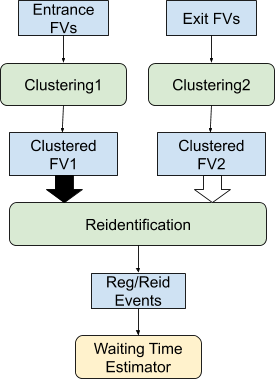 Entrance
FVs
Exit FVs
Clustering1
Clustering2
Clustered
FV1
Clustered
FV2
Reidentification
Reg/Reid
Events
Waiting Time
Estimator